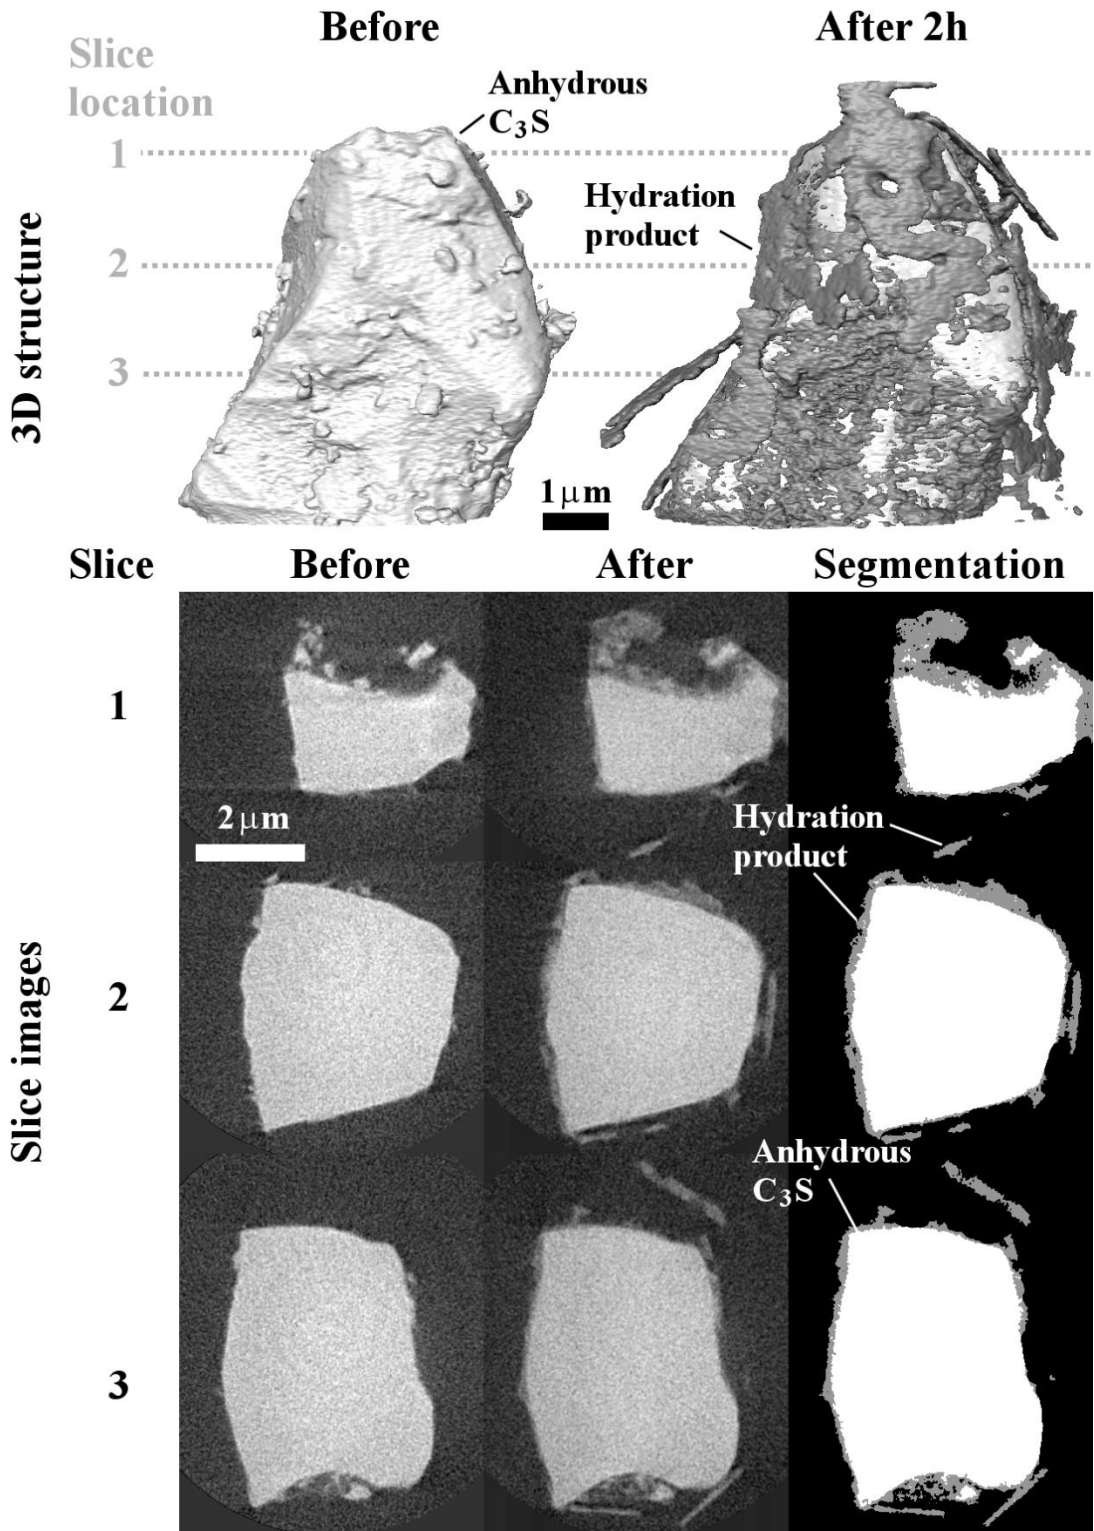 Before
After 2h
Slice
location
Anhydrous
C₃S
1
Hydration
product
2
3
3D structure
1 μm
Slice
Before
After
Segmentation
1
2 μm
Hydration
product
2
Slice images
Anhydrous
C₃S
3